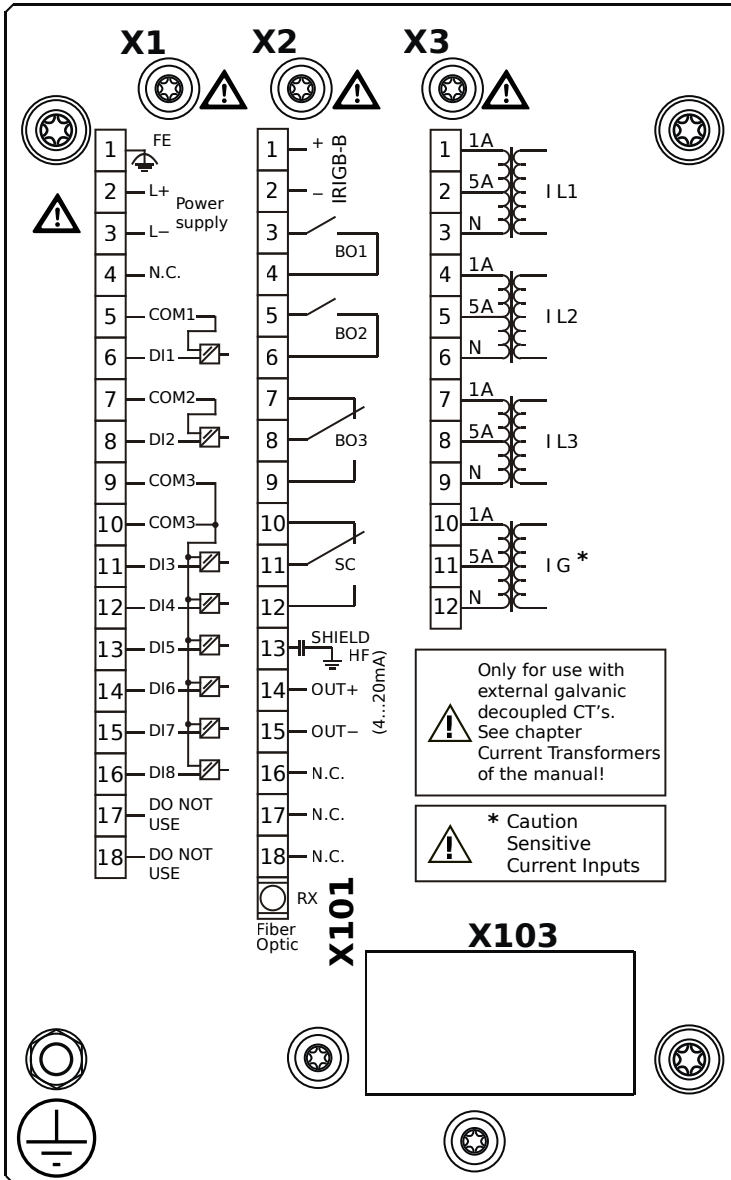 X1
1 FE
2 L+
Power
supply
3 L−
4 N.C.
5 COM1
6 DI1
7 COM2
8 DI2
9 COM3
10 COM3
11 DI3
12 DI4
13 DI5
14 DI6
15 DI7
16 DI8
17 DO NOT
USE
18 DO NOT
USE
X2
1 +
IRIGB-B
2 −
3
BO1
4
5
BO2
6
7
8 BO3
9
10
11 SC
12
13 SHIELD
HF
14 OUT+
(4...20mA)
15 OUT−
16 N.C.
17 N.C.
18 N.C.
RX
Fiber
Optic
X101
X3
1 1A
2 5A IL1
3 N
4 1A
5 5A IL2
6 N
7 1A
8 5A IL3
9 N
10 1A
11 5A IG *
12 N
Only for use with
external galvanic
decoupled CT's.
See chapter
Current Transformers
of the manual!
* Caution
Sensitive
Current Inputs
X103